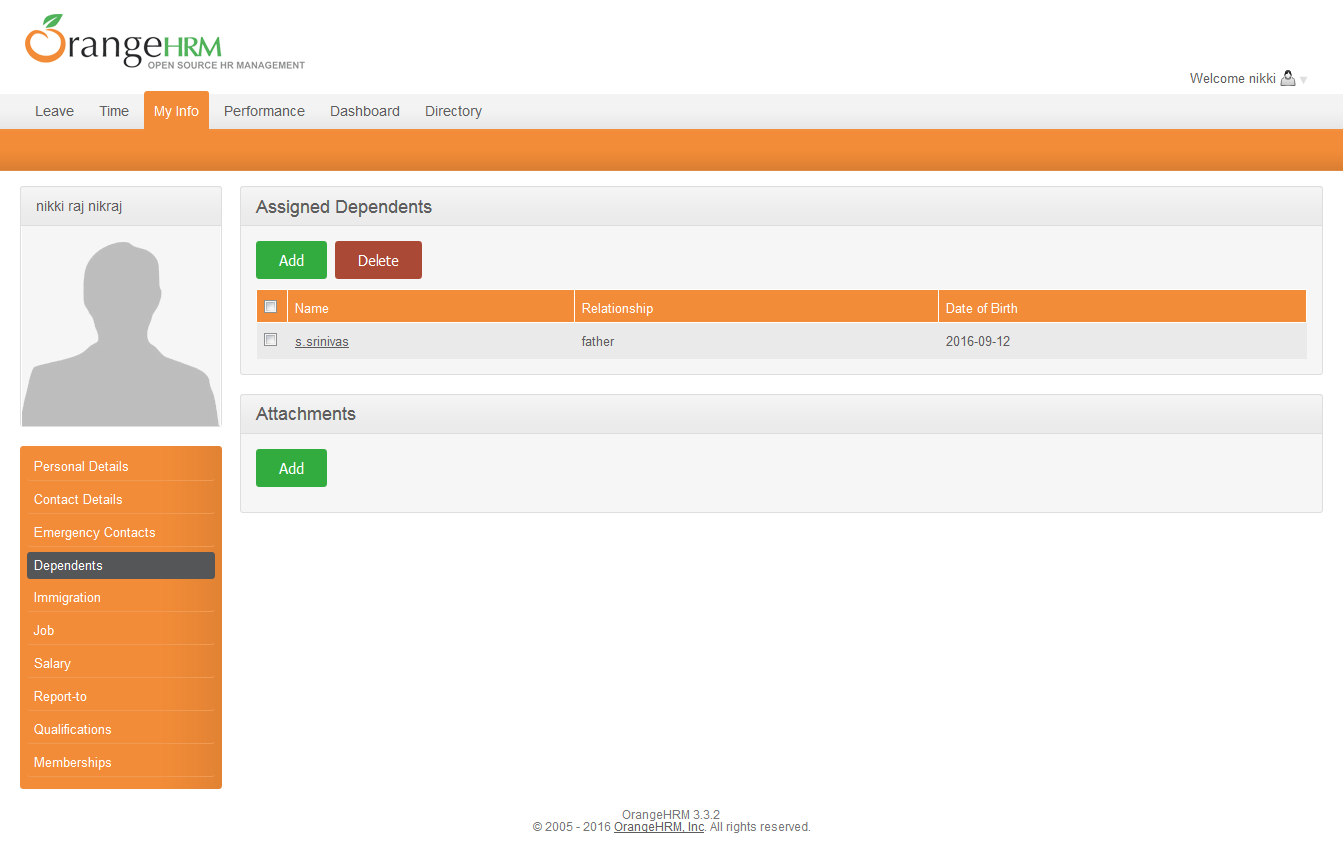 OrangeHRM
OPEN SOURCE HR MANAGEMENT
Welcome nikki
Leave Time My Info Performance Dashboard Directory
nikki raj nikraj
Assigned Dependents
Add Delete
Name Relationship Date of Birth
s.srinivas father 2016-09-12
Attachments
Add
Personal Details
Contact Details
Emergency Contacts
Dependents
Immigration
Job
Salary
Report-to
Qualifications
Memberships
OrangeHRM 3.3.2
© 2005 - 2016 OrangeHRM, Inc. All rights reserved.